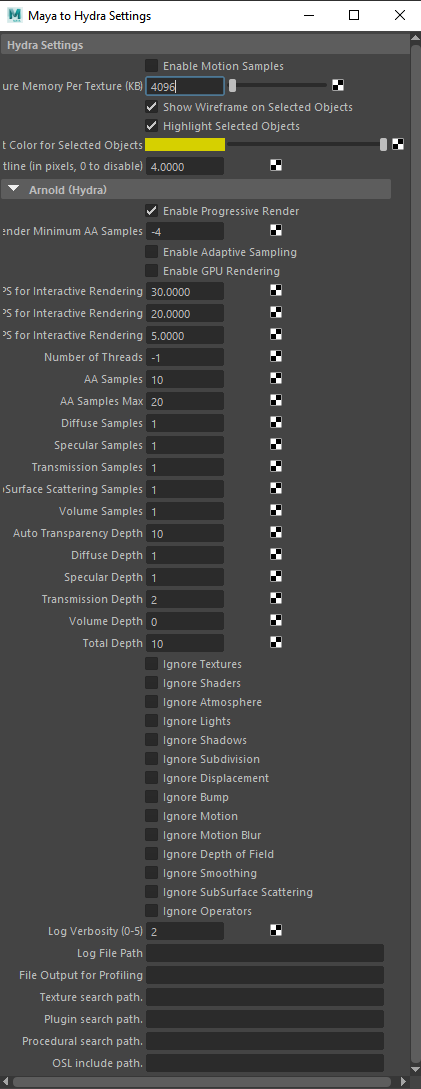 Maya to Hydra Settings
Hydra Settings
Enable Motion Samples
ure Memory Per Texture (KB) 4096
Show Wireframe on Selected Objects
Highlight Selected Objects
t Color for Selected Objects
tline (in pixels, 0 to disable) 4.0000
Arnold (Hydra)
Enable Progressive Render
ender Minimum AA Samples -4
Enable Adaptive Sampling
Enable GPU Rendering
PS for Interactive Rendering 30.0000
PS for Interactive Rendering 20.0000
PS for Interactive Rendering 5.0000
Number of Threads -1
AA Samples 10
AA Samples Max 20
Diffuse Samples 1
Specular Samples 1
Transmission Samples 1
bSurface Scattering Samples 1
Volume Samples 1
Auto Transparency Depth 10
Diffuse Depth 1
Specular Depth 1
Transmission Depth 2
Volume Depth 0
Total Depth 10
Ignore Textures
Ignore Shaders
Ignore Atmosphere
Ignore Lights
Ignore Shadows
Ignore Subdivision
Ignore Displacement
Ignore Bump
Ignore Motion
Ignore Motion Blur
Ignore Depth of Field
Ignore Smoothing
Ignore SubSurface Scattering
Ignore Operators
Log Verbosity (0-5) 2
Log File Path
File Output for Profiling
Texture search path.
Plugin search path.
Procedural search path.
OSL include path.